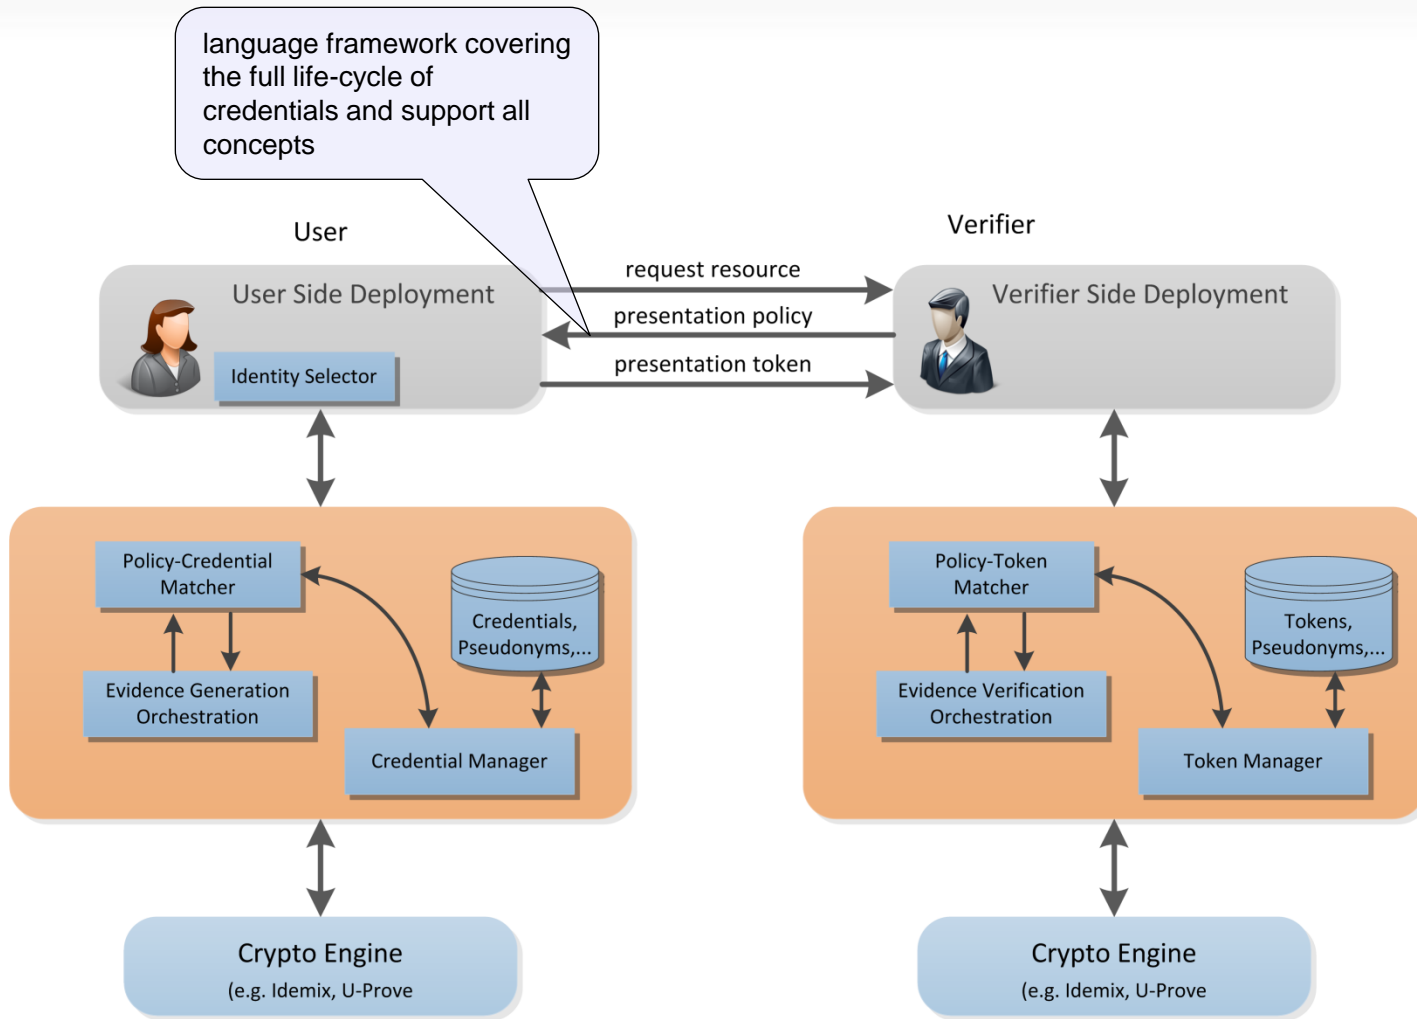 language framework covering
the full life-cycle of
credentials and support all
concepts
User
Verifier
User Side Deployment
Identity Selector
request resource
presentation policy
presentation token
Verifier Side Deployment
Policy-Credential
Matcher
Credentials,
Pseudonyms,...
Evidence Generation
Orchestration
Credential Manager
Policy-Token
Matcher
Tokens,
Pseudonyms,...
Evidence Verification
Orchestration
Token Manager
Crypto Engine
(e.g. Idemix, U-Prove
Crypto Engine
(e.g. Idemix, U-Prove